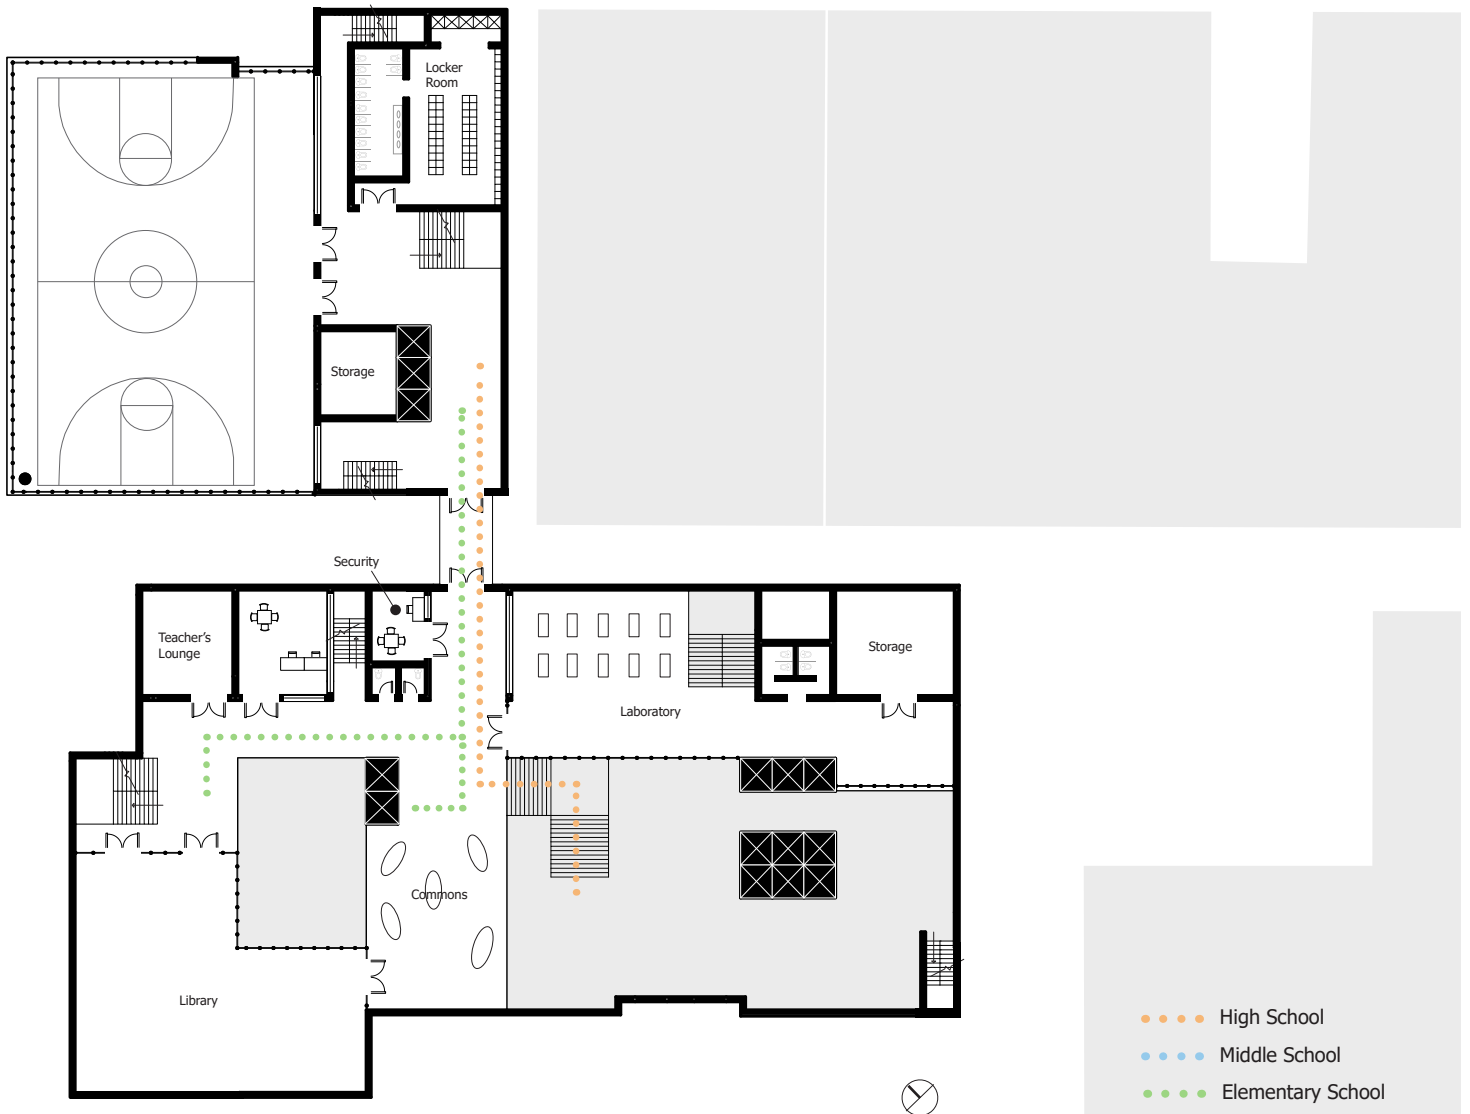 Locker
Room
Storage
Security
Teacher's
Lounge
Storage
Laboratory
Commons
Library
High School
Middle School
Elementary School